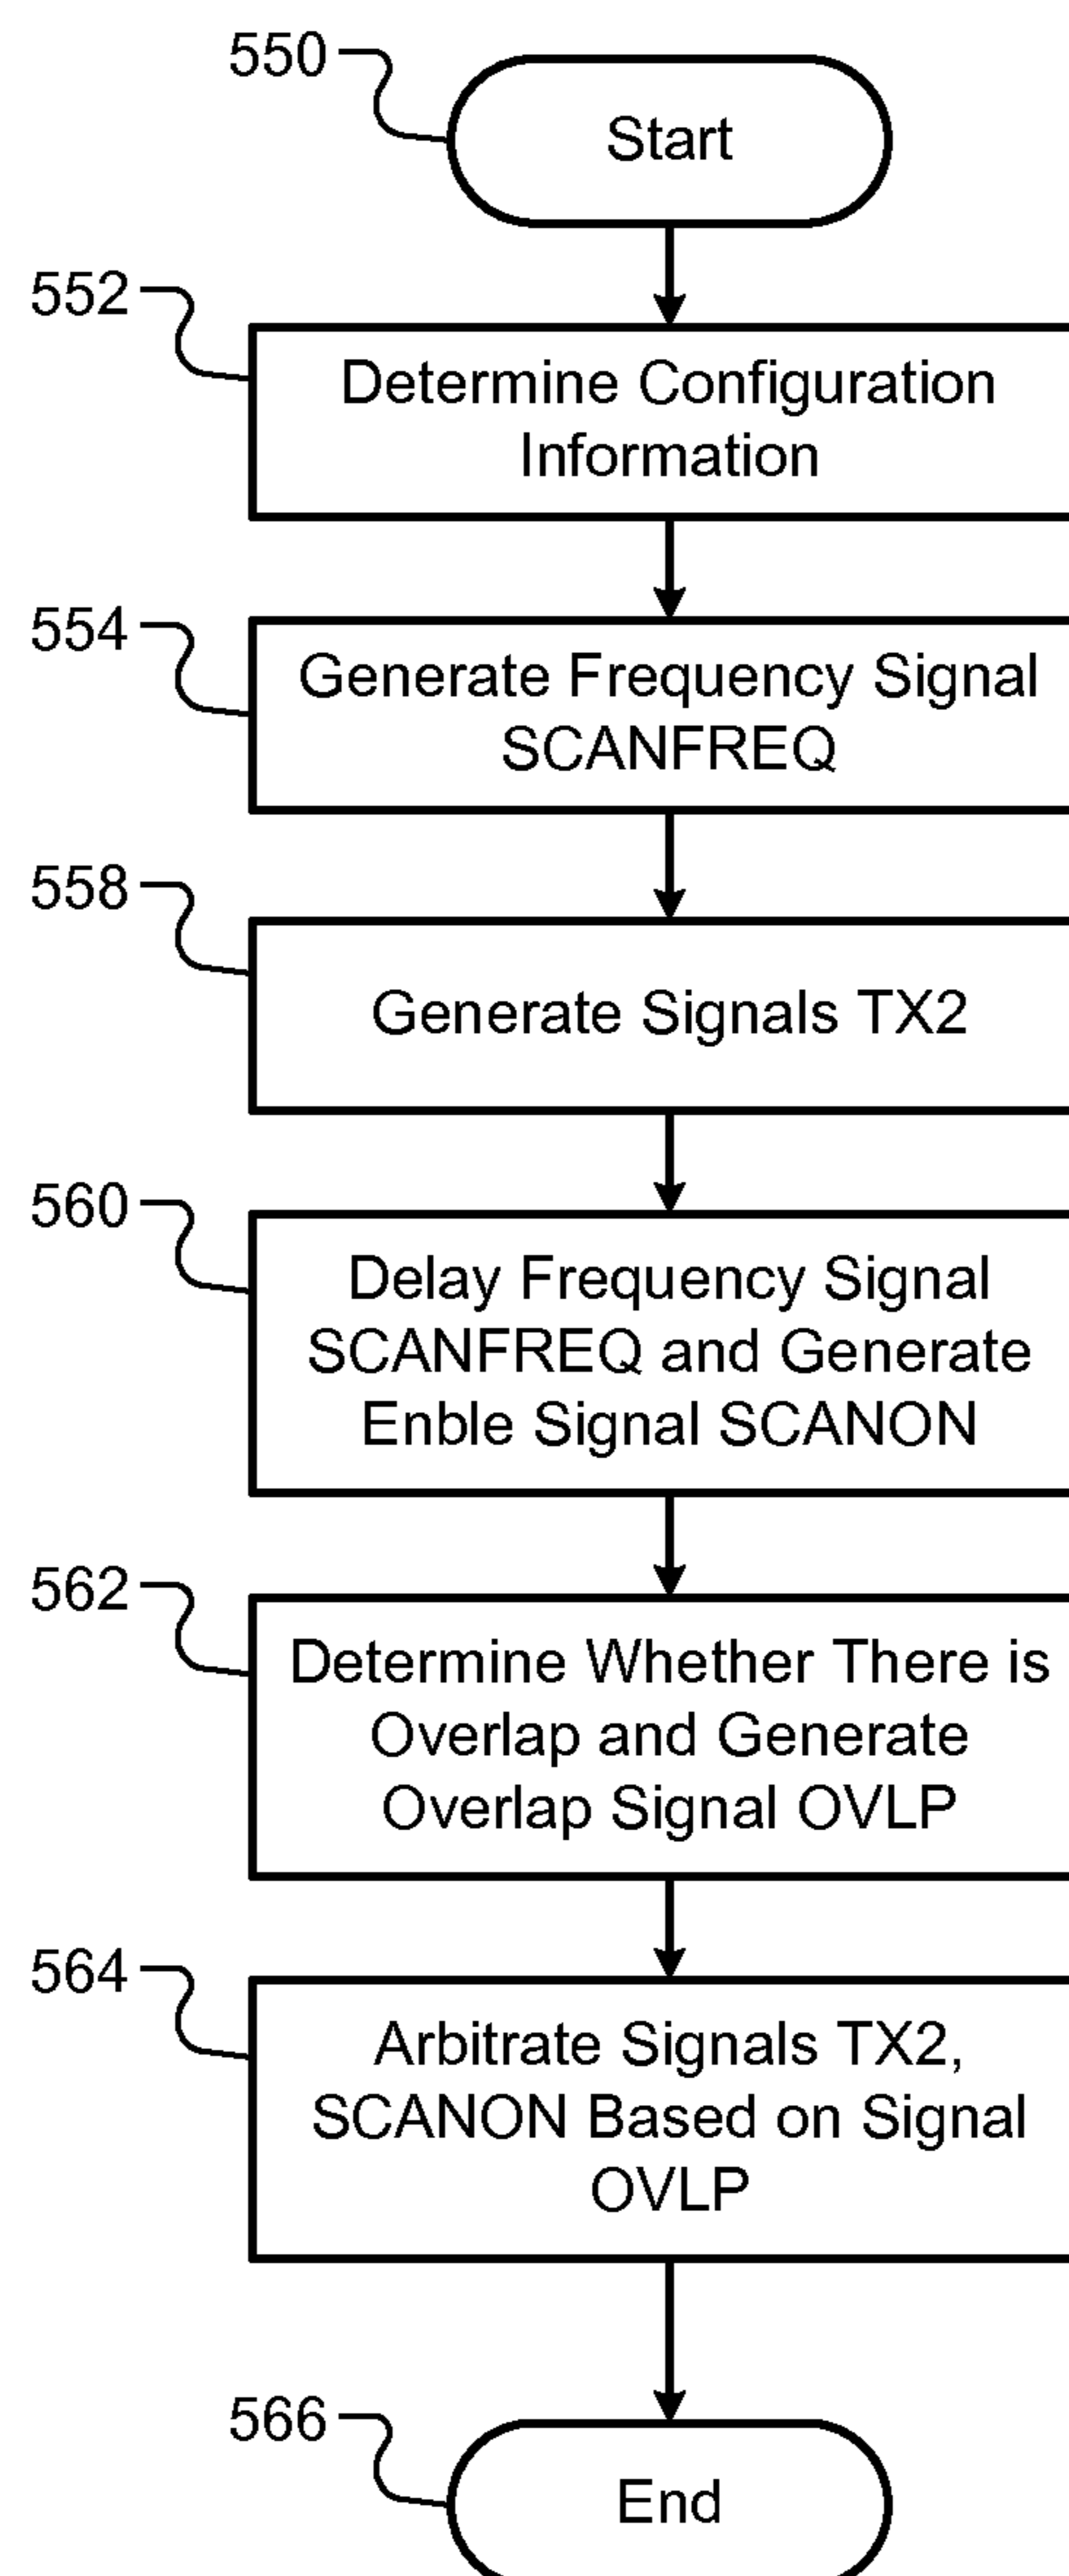 550
Start
552
Determine Configuration
Information
554
Generate Frequency Signal
SCANFREQ
558
Generate Signals TX2
560
Delay Frequency Signal
SCANFREQ and Generate
Enble Signal SCANON
562
Determine Whether There is
Overlap and Generate
Overlap Signal OVLP
564
Arbitrate Signals TX2,
SCANON Based on Signal
OVLP
566
End